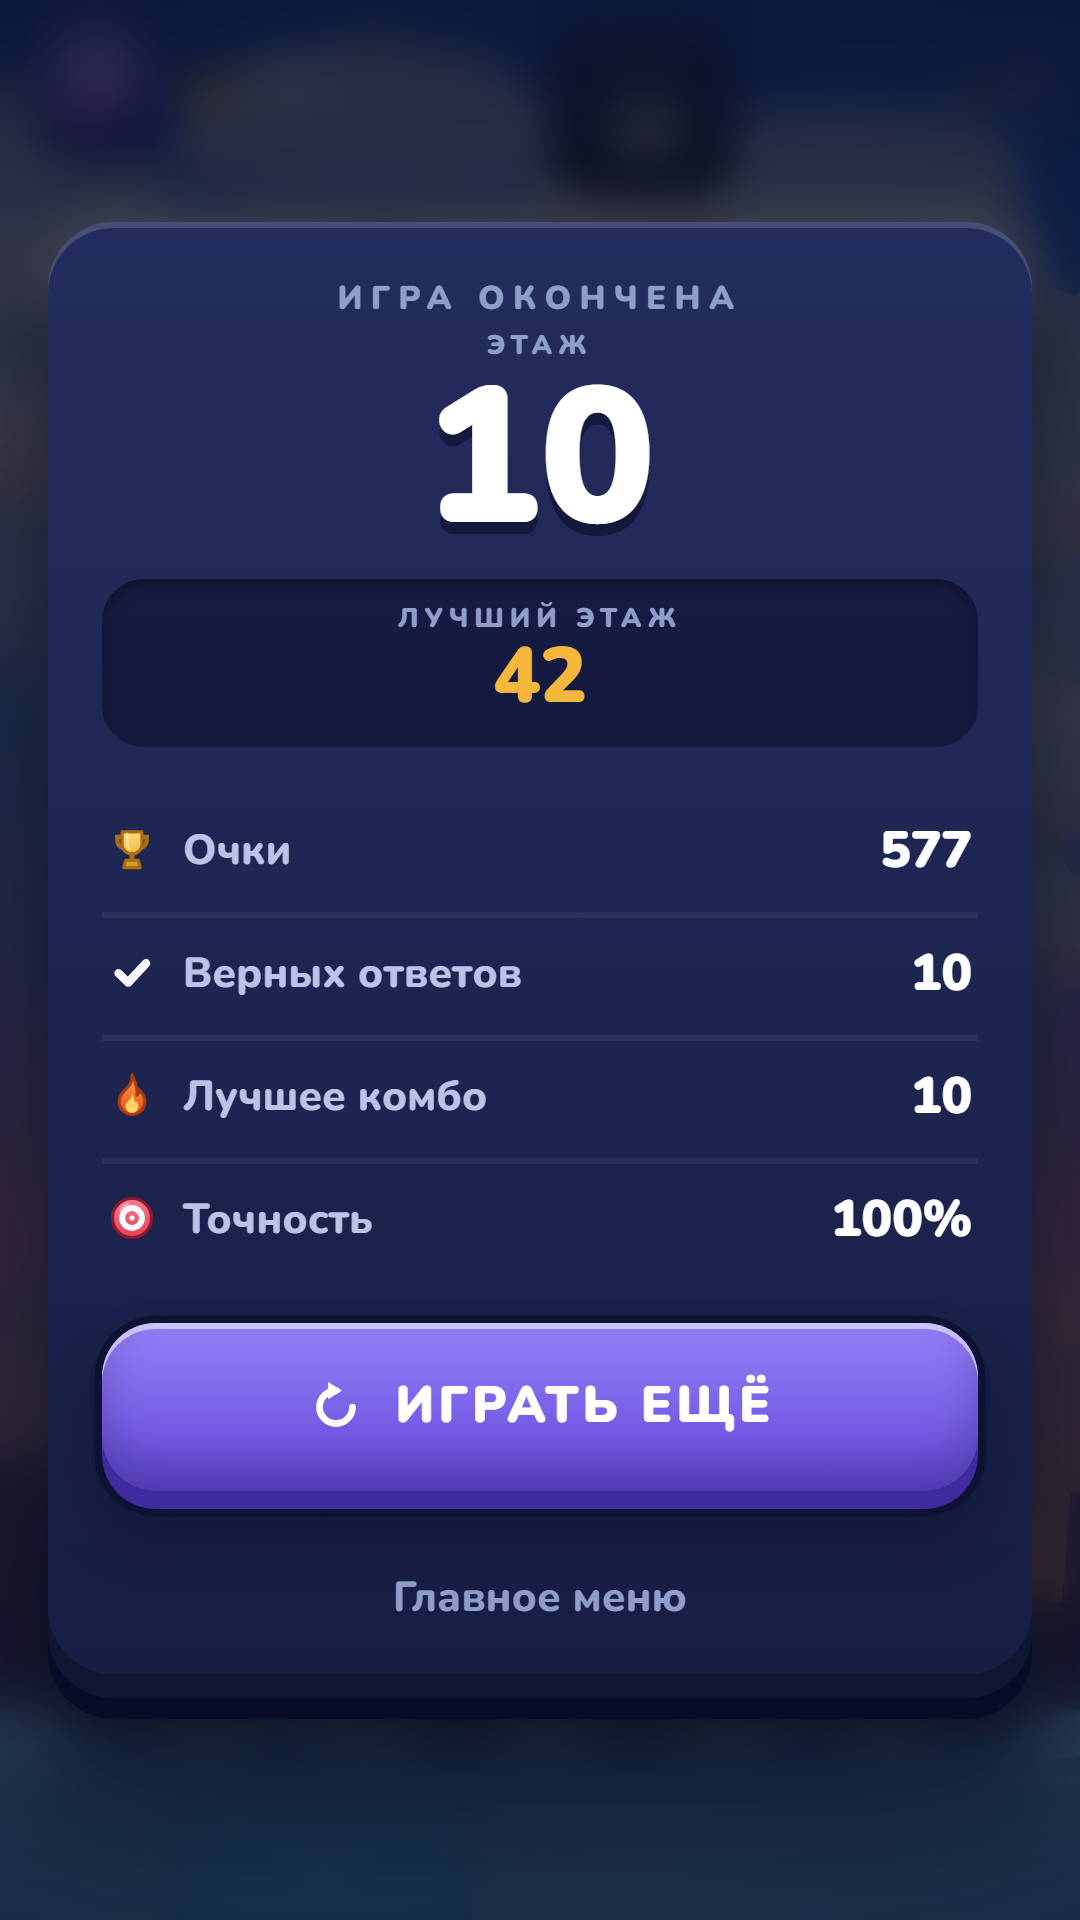 ИГРА ОКОНЧЕНА
ЭТАЖ
10
ЛУЧШИЙ ЭТАЖ
42
Очки 577
Верных ответов 10
Лучшее комбо 10
Точность 100%
ИГРАТЬ ЕЩЁ
Главное меню